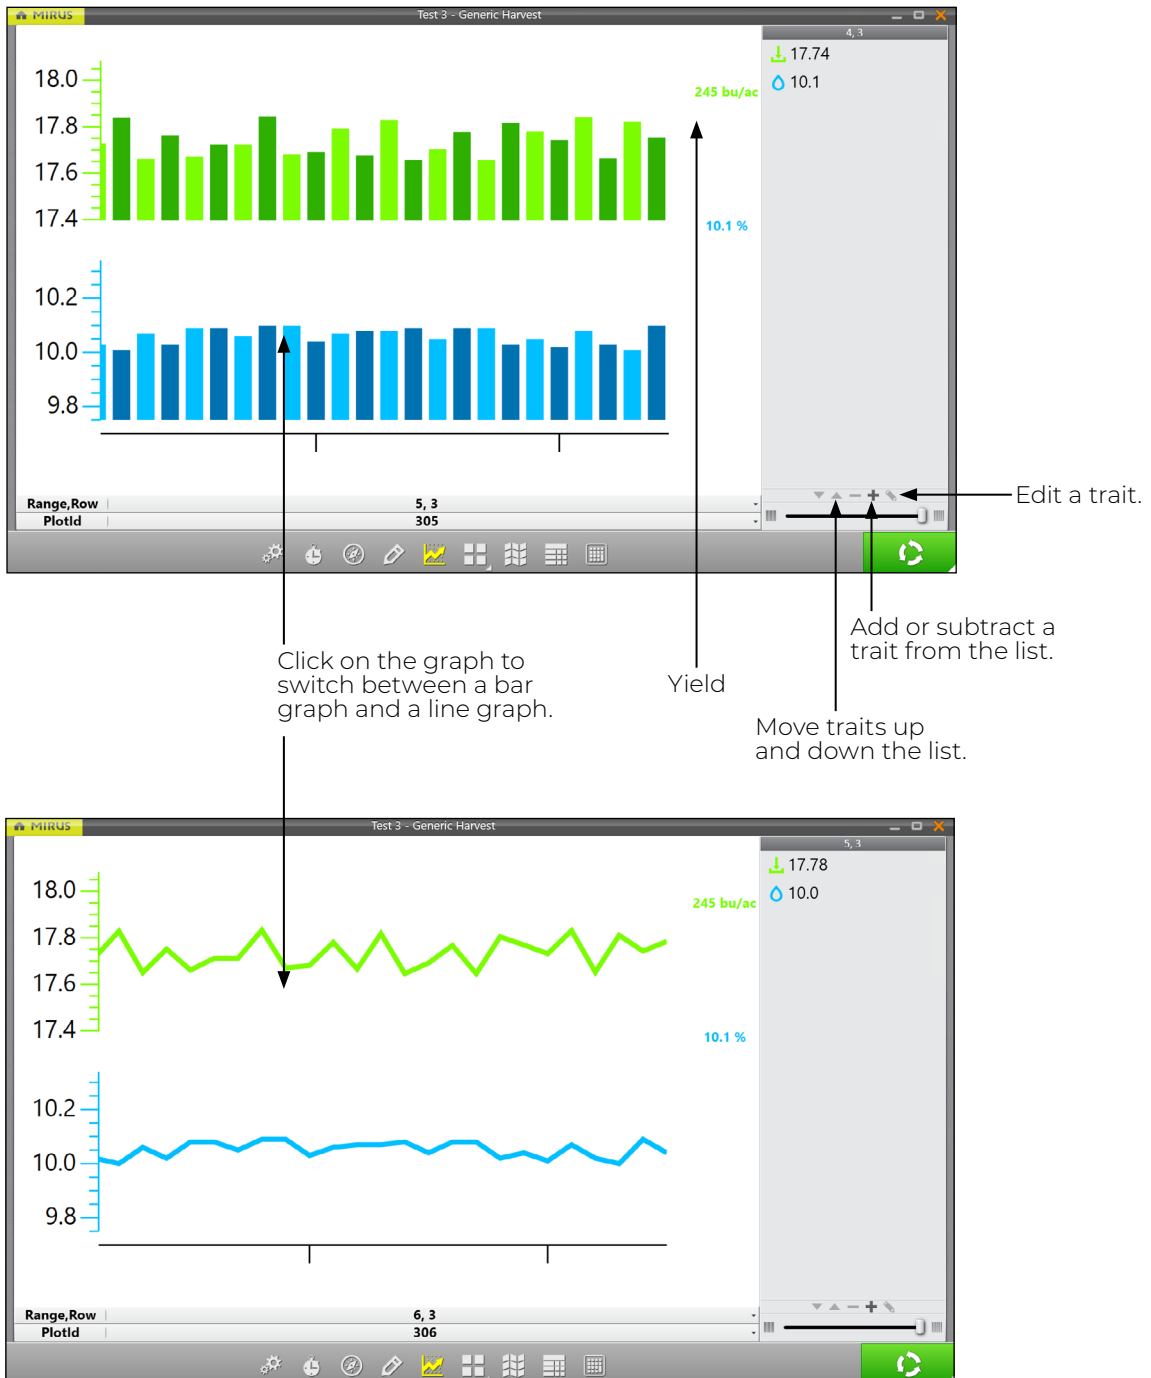 MIRUS
Test 3 - Generic Harvest
4, 3
17.74
10.1
18.0
17.8
17.6
17.4
245 bu/ac
10.1 %
10.2
10.0
9.8
Range,Row 5, 3
PlotId 305
Edit a trait.
Add or subtract a
trait from the list.
Click on the graph to
switch between a bar
graph and a line graph.
Yield
Move traits up
and down the list.
MIRUS
Test 3 - Generic Harvest
5, 3
17.78
10.0
18.0
17.8
17.6
17.4
245 bu/ac
10.1 %
10.2
10.0
9.8
Range,Row 6, 3
PlotId 306